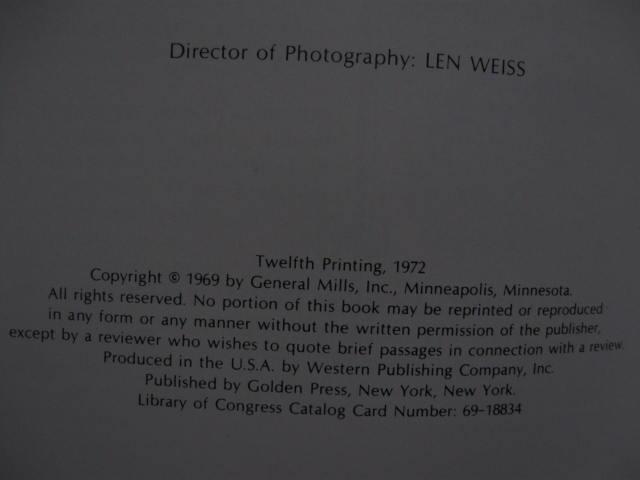 Director of Photography: LEN WEISS
Twelfth Printing, 1972
Copyright © 1969 by General Mills, Inc., Minneapolis, Minnesota.
All rights reserved. No portion of this book may be reprinted or reproduced
in any form or any manner without the written permission of the publisher,
except by a reviewer who wishes to quote brief passages in connection with a review.
Produced in the U.S.A. by Western Publishing Company, Inc.
Published by Golden Press, New York, New York.
Library of Congress Catalog Card Number: 69-18834